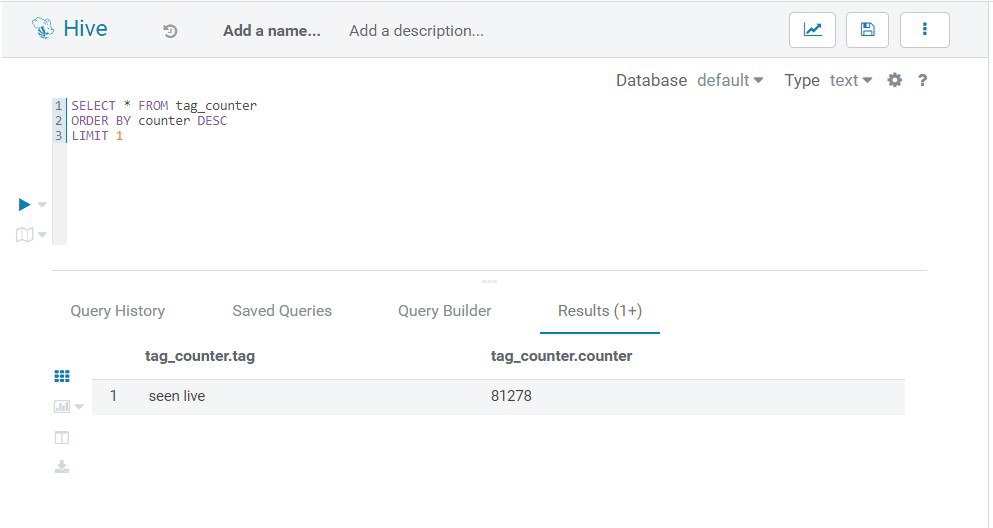 Hive Add a name... Add a description...
Database default Type text ?
1 SELECT * FROM tag_counter
2 ORDER BY counter DESC
3 LIMIT 1
Query History Saved Queries Query Builder Results (1+)
tag_counter.tag tag_counter.counter
1 seen live 81278